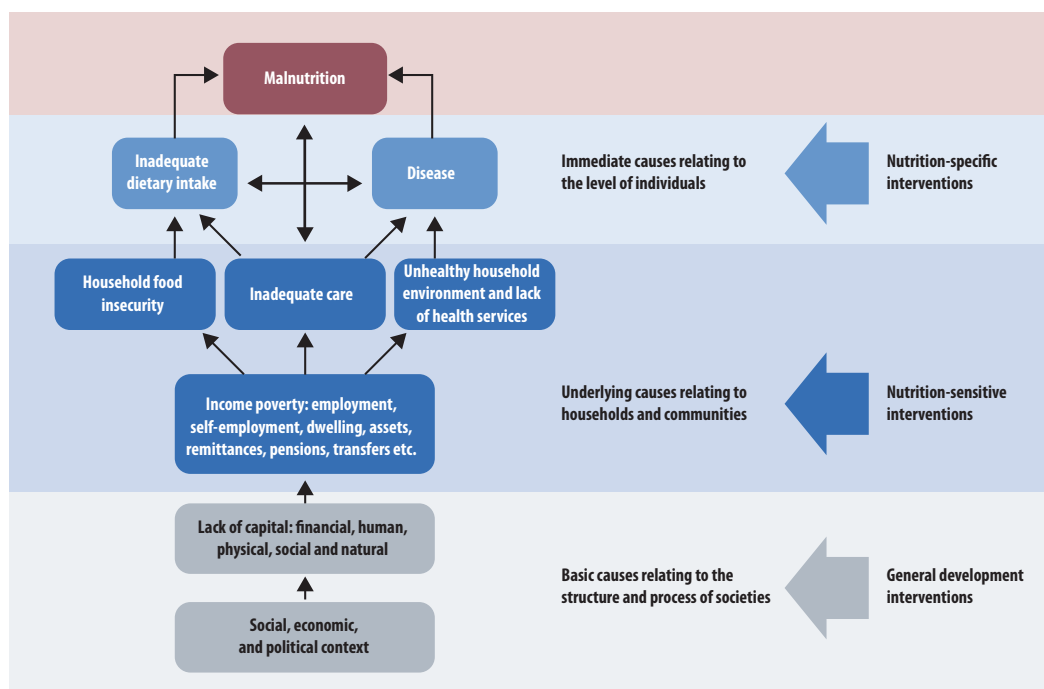 Malnutrition
Inadequate
dietary intake
Disease
Immediate causes relating to
the level of individuals
Nutrition-specific
interventions
Household food
insecurity
Inadequate care
Unhealthy household
environment and lack
of health services
Income poverty: employment,
self-employment, dwelling, assets,
remittances, pensions, transfers etc.
Underlying causes relating to
households and communities
Nutrition-sensitive
interventions
Lack of capital: financial, human,
physical, social and natural
Social, economic,
and political context
Basic causes relating to the
structure and process of societies
General development
interventions